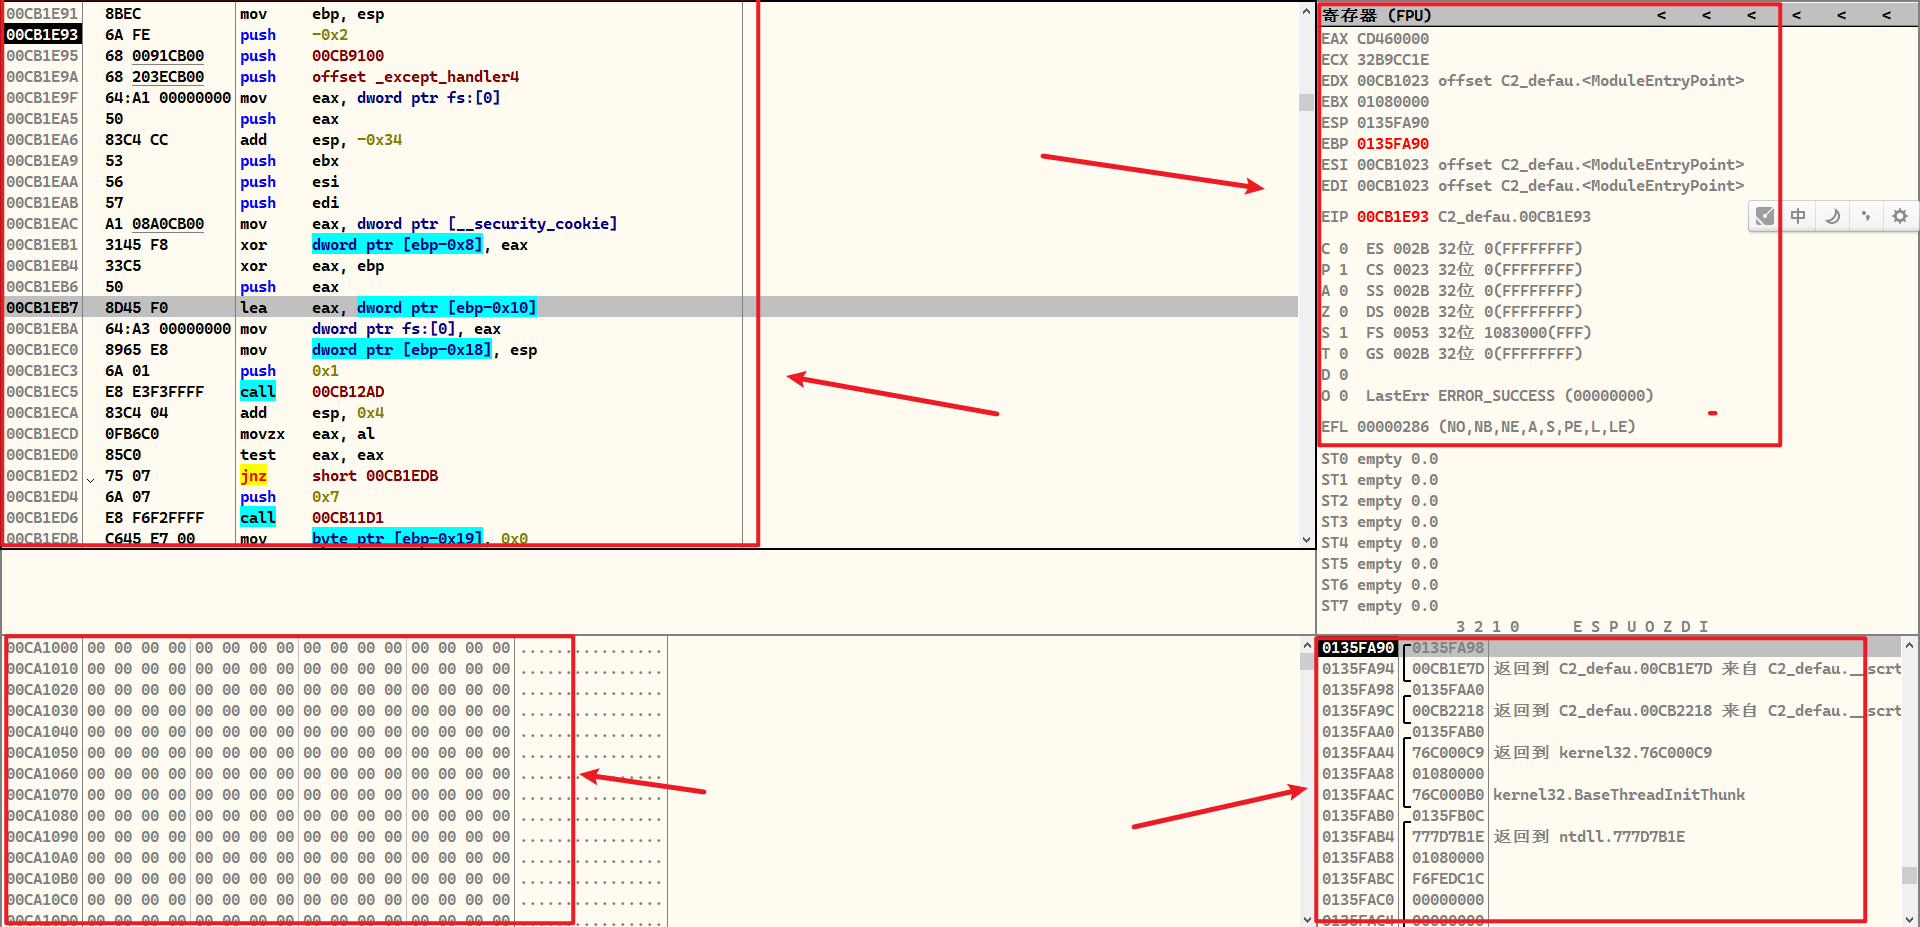 00CB1E91 8BEC mov ebp, esp
00CB1E93 6A FE push -0x2
00CB1E95 68 0091CB00 push 00CB9100
00CB1E9A 68 203ECB00 push offset _except_handler4
00CB1E9F 64:A1 00000000 mov eax, dword ptr fs:[0]
00CB1EA5 50 push eax
00CB1EA6 83C4 CC add esp, -0x34
00CB1EA9 53 push ebx
00CB1EAA 56 push esi
00CB1EAB 57 push edi
00CB1EAC A1 08A0CB00 mov eax, dword ptr [__security_cookie]
00CB1EB1 3145 F8 xor dword ptr [ebp-0x8], eax
00CB1EB4 33C5 xor eax, ebp
00CB1EB6 50 push eax
00CB1EB7 8D45 F0 lea eax, dword ptr [ebp-0x10]
00CB1EBA 64:A3 00000000 mov dword ptr fs:[0], eax
00CB1EC0 8965 E8 mov dword ptr [ebp-0x18], esp
00CB1EC3 6A 01 push 0x1
00CB1EC5 E8 E3F3FFFF call 00CB12AD
00CB1ECA 83C4 04 add esp, 0x4
00CB1ECD 0FB6C0 movzx eax, al
00CB1ED0 85C0 test eax, eax
00CB1ED2 75 07 jnz short 00CB1EDB
00CB1ED4 6A 07 push 0x7
00CB1ED6 E8 F6F2FFFF call 00CB11D1
00CB1EDB C645 E7 00 mov byte ptr [ebp-0x19], 0x0
寄存器 (FPU) < < < < < <
EAX CD460000
ECX 32B9CC1E
EDX 00CB1023 offset C2_defau.<ModuleEntryPoint>
EBX 01080000
ESP 0135FA90
EBP 0135FA90
ESI 00CB1023 offset C2_defau.<ModuleEntryPoint>
EDI 00CB1023 offset C2_defau.<ModuleEntryPoint>
EIP 00CB1E93 C2_defau.00CB1E93
中
C 0 ES 002B 32位 0(FFFFFFFF)
P 1 CS 0023 32位 0(FFFFFFFF)
A 0 SS 002B 32位 0(FFFFFFFF)
Z 0 DS 002B 32位 0(FFFFFFFF)
S 1 FS 0053 32位 1083000(FFF)
T 0 GS 002B 32位 0(FFFFFFFF)
D 0
O 0 LastErr ERROR_SUCCESS (00000000)
EFL 00000286 (NO,NB,NE,A,S,PE,L,LE)
ST0 empty 0.0
ST1 empty 0.0
ST2 empty 0.0
ST3 empty 0.0
ST4 empty 0.0
ST5 empty 0.0
ST6 empty 0.0
ST7 empty 0.0
3 2 1 0 E S P U O Z D I
00CA1000 00 00 00 00 00 00 00 00 00 00 00 00 00 00 00 00 ................
00CA1010 00 00 00 00 00 00 00 00 00 00 00 00 00 00 00 00 ................
00CA1020 00 00 00 00 00 00 00 00 00 00 00 00 00 00 00 00 ................
00CA1030 00 00 00 00 00 00 00 00 00 00 00 00 00 00 00 00 ................
00CA1040 00 00 00 00 00 00 00 00 00 00 00 00 00 00 00 00 ................
00CA1050 00 00 00 00 00 00 00 00 00 00 00 00 00 00 00 00 ................
00CA1060 00 00 00 00 00 00 00 00 00 00 00 00 00 00 00 00 ................
00CA1070 00 00 00 00 00 00 00 00 00 00 00 00 00 00 00 00 ................
00CA1080 00 00 00 00 00 00 00 00 00 00 00 00 00 00 00 00 ................
00CA1090 00 00 00 00 00 00 00 00 00 00 00 00 00 00 00 00 ................
00CA10A0 00 00 00 00 00 00 00 00 00 00 00 00 00 00 00 00 ................
00CA10B0 00 00 00 00 00 00 00 00 00 00 00 00 00 00 00 00 ................
00CA10C0 00 00 00 00 00 00 00 00 00 00 00 00 00 00 00 00 ................
00CA10D0 00 00 00 00 00 00 00 00 00 00 00 00 00 00 00 00 ................
0135FA90 0135FA98
0135FA94 00CB1E7D 返回到 C2_defau.00CB1E7D 来自 C2_defau.__scrt
0135FA98 0135FAA0
0135FA9C 00CB2218 返回到 C2_defau.00CB2218 来自 C2_defau.__scrt
0135FAA0 0135FAB0
0135FAA4 76C000C9 返回到 kernel32.76C000C9
0135FAA8 01080000
0135FAAC 76C000B0 kernel32.BaseThreadInitThunk
0135FAB0 0135FB0C
0135FAB4 777D7B1E 返回到 ntdll.777D7B1E
0135FAB8 01080000
0135FABC F6FEDC1C
0135FAC0 00000000
0135FAC4 00000000